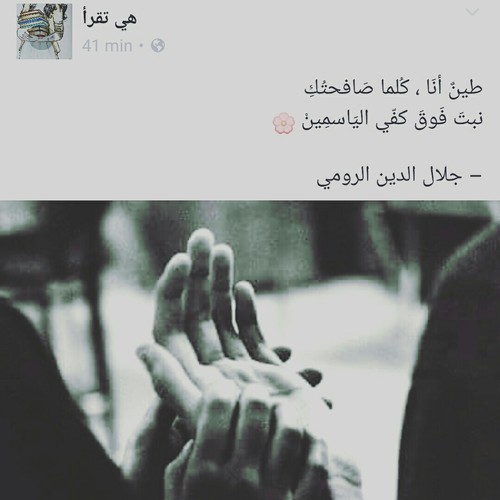 هي تقرأ
41 min
طينٌ أنَا ، كُلما صَافحتُكِ
نبتَ فَوقَ كفّي اليَاسمِينْ
– جلال الدين الرومي